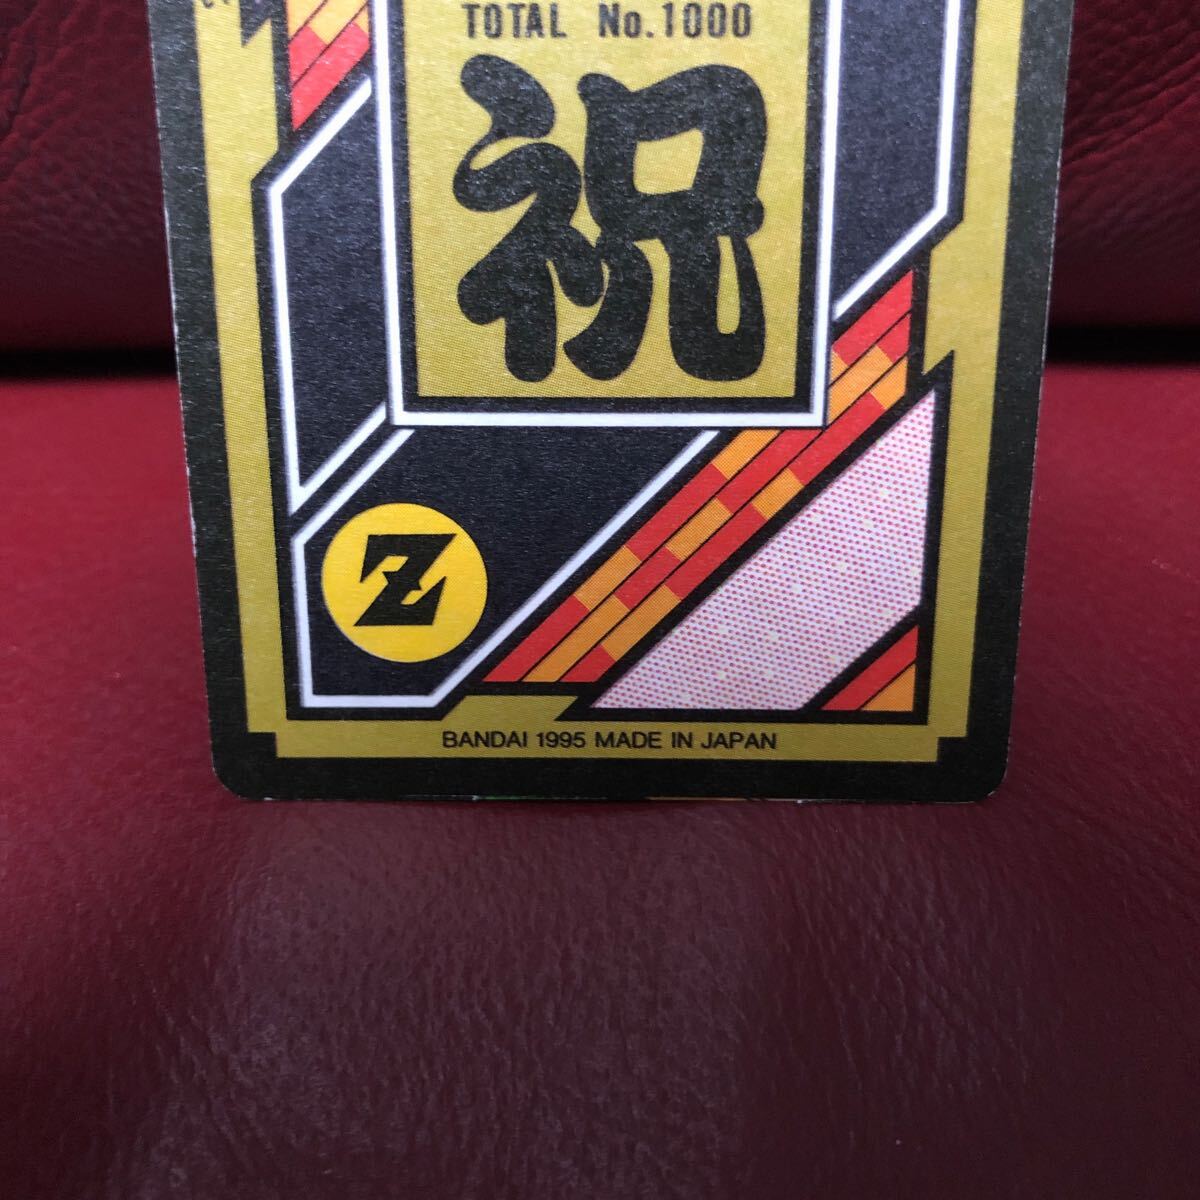 TOTAL No.1000
祝
Z
BANDAI 1995 MADE IN JAPAN